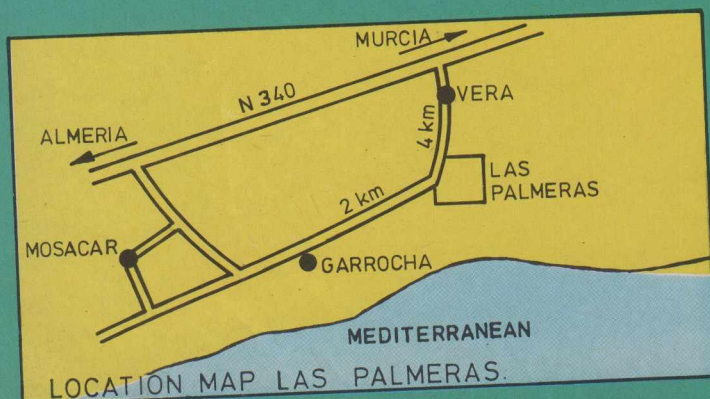 MURCIA
N 340
VERA
ALMERIA
4 km
LAS
PALMERAS
2 km
MOSACAR
GARROCHA
MEDITERRANEAN
LOCATION MAP LAS PALMERAS.